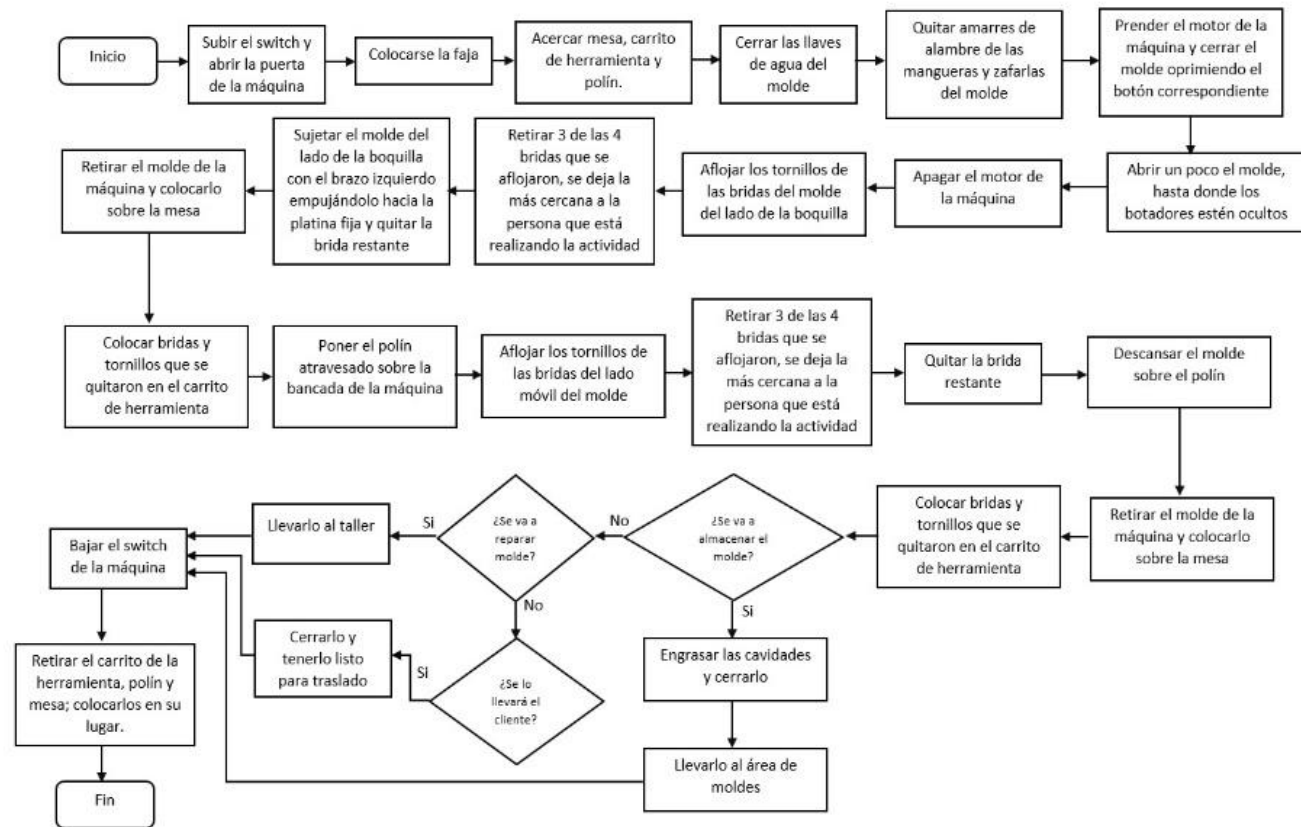 Inicio
Subir el switch y
abrir la puerta
de la máquina
Colocarse la faja
Acercar mesa, carrito
de herramienta y
polín.
Cerrar las llaves
de agua del
molde
Quitar amarres de
alambre de las
mangueras y zafarlas
del molde
Prender el motor de la
máquina y cerrar el
molde oprimiendo el
botón correspondiente
Abrir un poco el molde,
hasta donde los
botadores estén ocultos
Apagar el motor de
la máquina
Aflojar los tornillos de
las bridas del molde
del lado de la boquilla
Retirar 3 de las 4
bridas que se
aflojaron, se deja la
más cercana a la
persona que está
realizando la actividad
Sujetar el molde del
lado de la boquilla
con el brazo izquierdo
empujándolo hacia la
platina fija y quitar la
brida restante
Retirar el molde de la
máquina y colocarlo
sobre la mesa
Colocar bridas y
tornillos que se
quitaron en el carrito
de herramienta
Poner el polín
atravesado sobre la
bancada de la máquina
Aflojar los tornillos de
las bridas del lado
móvil del molde
Retirar 3 de las 4
bridas que se
aflojaron, se deja la
más cercana a la
persona que está
realizando la actividad
Quitar la brida
restante
Descansar el molde
sobre el polín
Retirar el molde de la
máquina y colocarlo
sobre la mesa
Colocar bridas y
tornillos que se
quitaron en el carrito
de herramienta
¿Se va a
almacenar el
molde?
No
Si
¿Se va a
reparar
molde?
Si
No
Llevarlo al taller
¿Se lo
llevará el
cliente?
Si
Cerrarlo y
tenerlo listo
para traslado
Engrasar las cavidades
y cerrarlo
Llevarlo al área de
moldes
Bajar el switch
de la máquina
Retirar el carrito de la
herramienta, polín y
mesa; colocarlos en su
lugar.
Fin